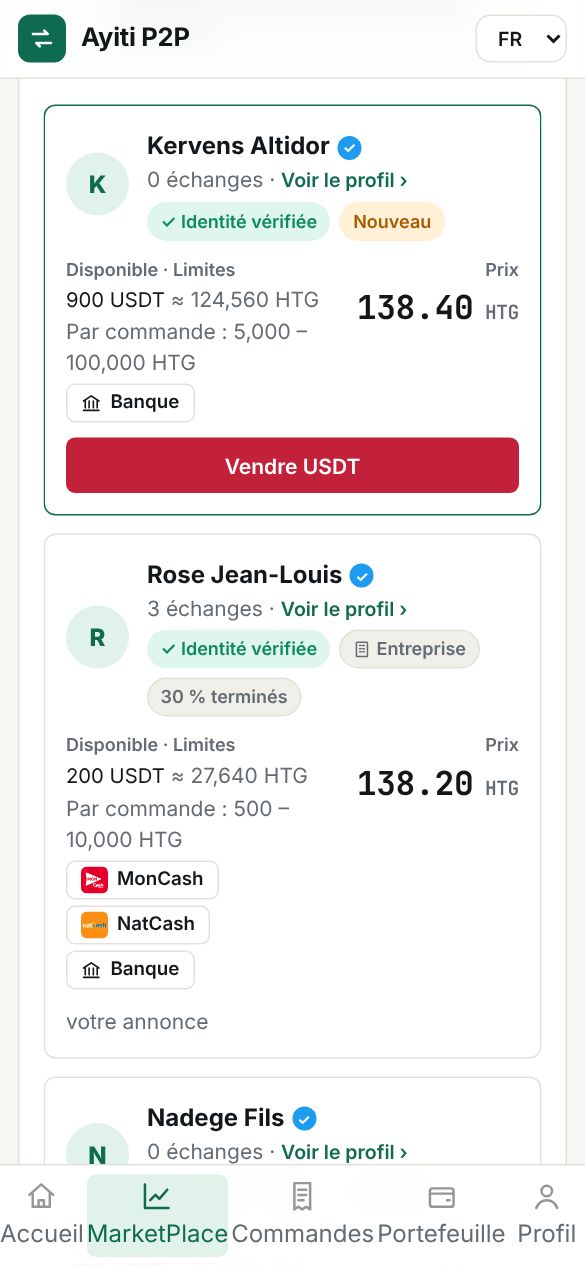 Ayiti P2P
FR
K
Kervens Altidor
0 échanges · Voir le profil ›
✓ Identité vérifiée
Nouveau
Disponible · Limites
Prix
900 USDT ≈ 124,560 HTG
138.40 HTG
Par commande : 5,000 –
100,000 HTG
Banque
Vendre USDT
R
Rose Jean-Louis
3 échanges · Voir le profil ›
✓ Identité vérifiée
Entreprise
30 % terminés
Disponible · Limites
Prix
200 USDT ≈ 27,640 HTG
138.20 HTG
Par commande : 500 –
10,000 HTG
MonCash
NatCash
Banque
votre annonce
N
Nadege Fils
0 échanges · Voir le profil ›
Accueil
MarketPlace
Commandes
Portefeuille
Profil